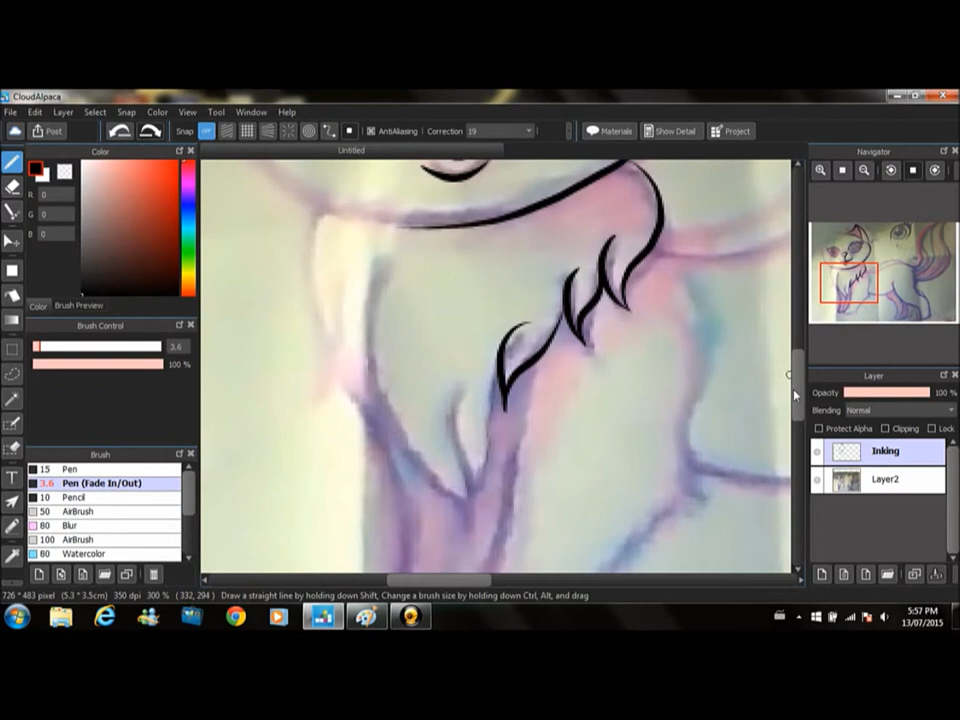 CloudAlpaca
File Edit Layer Select Snap Color View Tool Window Help
Post Snap OFF AntiAliasing Correction 19 Materials Show Detail Project
Color Untitled Navigator
R 0
G 0
B 0
Color Brush Preview
Brush Control
3.6
100 %
Layer
Opacity 100 %
Blending Normal
Protect Alpha Clipping Lock
Inking
Layer2
Brush
15 Pen
3.6 Pen (Fade In/Out)
10 Pencil
50 AirBrush
80 Blur
100 AirBrush
80 Watercolor
726 * 483 pixel (5.3 * 3.5cm) 350 dpi 300 % ( 332, 294 ) Draw a straight line by holding down Shift, Change a brush size by holding down Ctrl, Alt, and drag
5:57 PM
13/07/2015